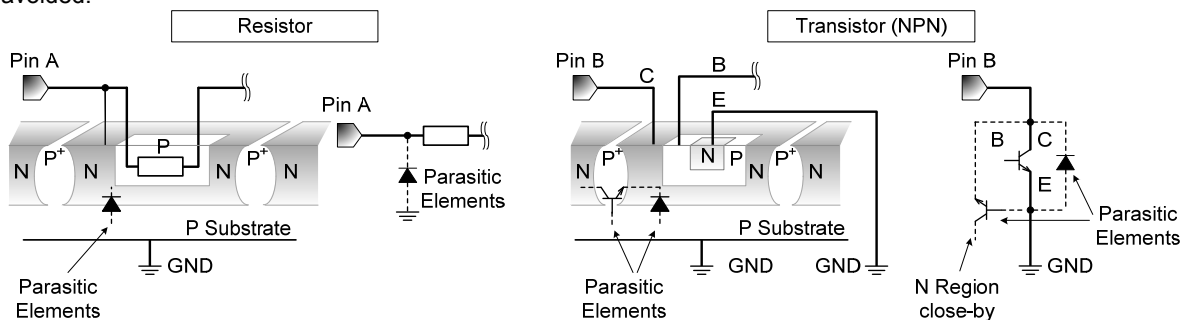 avoided.
Resistor
Transistor (NPN)
Pin A
Pin A
N
P+
N
P
N
P+
N
Parasitic
Elements
P Substrate
GND
Parasitic
Elements
Pin B
C
B
E
N
P+
N
N
P
N
P+
N
P Substrate
GND
GND
Parasitic
Elements
Pin B
B
C
E
Parasitic
Elements
GND
N Region
close-by